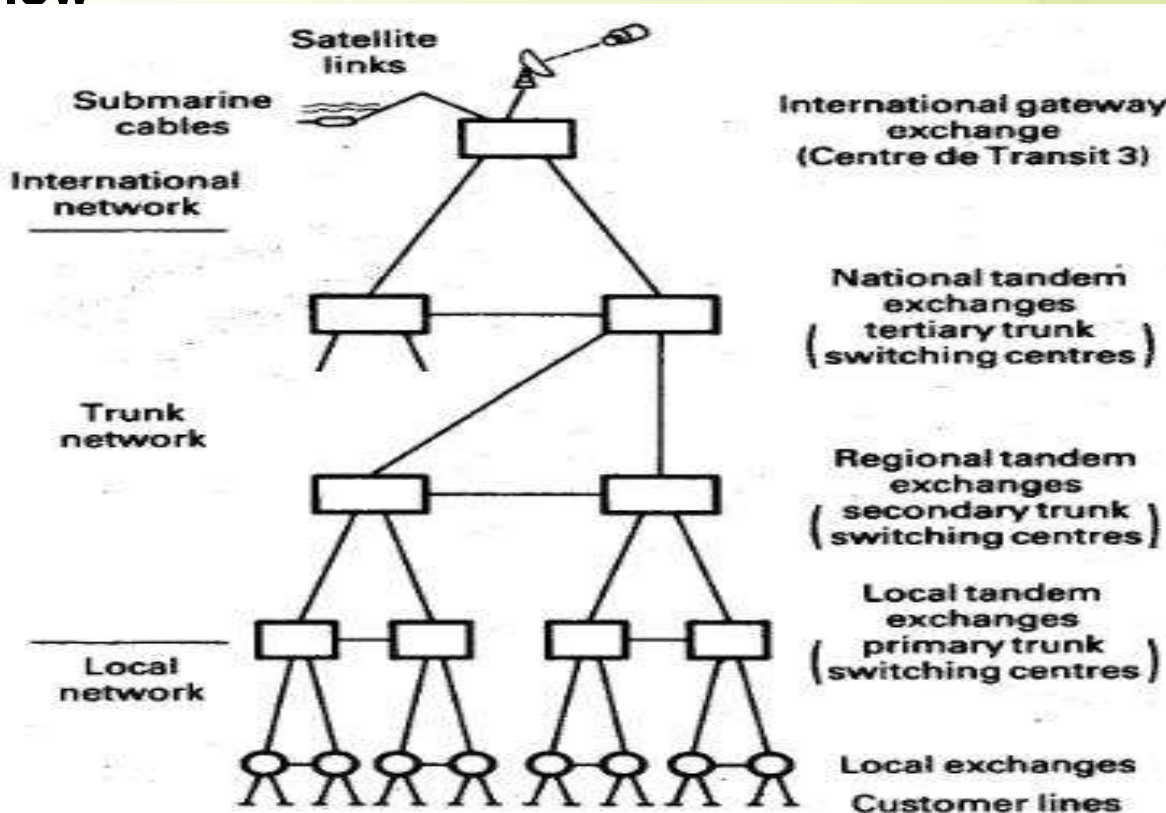 Satellite
links
Submarine
cables
International gateway
exchange
(Centre de Transit 3)
International
network
National tandem
exchanges
(tertiary trunk
switching centres)
Trunk
network
Regional tandem
exchanges
(secondary trunk
switching centres)
Local tandem
exchanges
(primary trunk
switching centres)
Local
network
Local exchanges
Customer lines